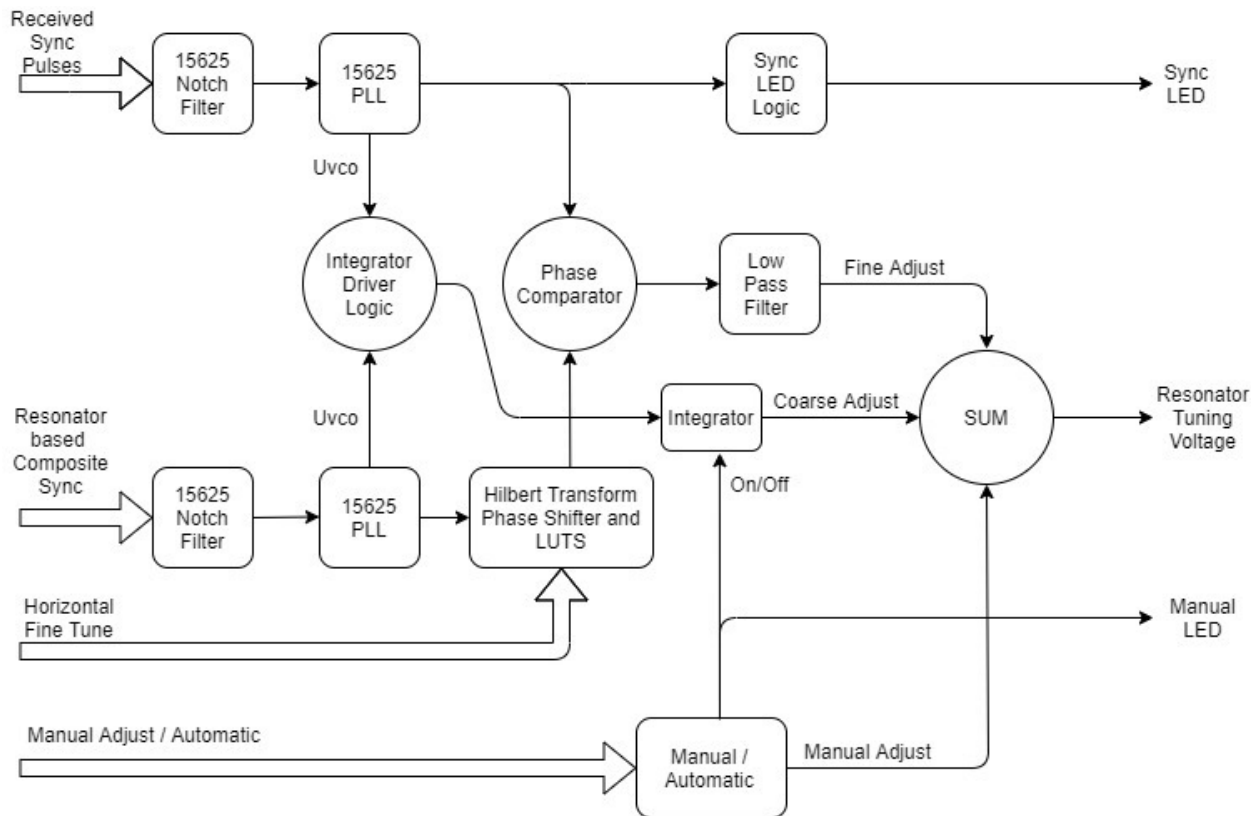 Received
Sync
Pulses
15625
Notch
Filter
15625
PLL
Sync
LED
Logic
Sync
LED
Uvco
Integrator
Driver
Logic
Phase
Comparator
Low
Pass
Filter
Fine Adjust
Resonator
based
Composite
Sync
Uvco
Integrator
Coarse Adjust
SUM
Resonator
Tuning
Voltage
15625
Notch
Filter
15625
PLL
Hilbert Transform
Phase Shifter and
LUTS
On/Off
Horizontal
Fine Tune
Manual
LED
Manual Adjust / Automatic
Manual /
Automatic
Manual Adjust